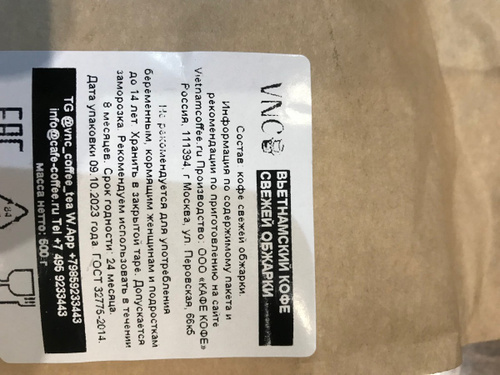 VNC
ВЬЕТНАМСКИЙ КОФЕ
СВЕЖЕЙ ОБЖАРКИ
Состав кофе свежей обжарки.
Информация по содержимому пакета и
рекомендации по приготовлению на сайте
Vietnamcoffee.ru Производство: ООО «КАФЕ КОФЕ»
Россия, 111394, г Москва, ул. Перовская, 66к5
Не рекомендуется для употребления
беременным, кормящим женщинам и подросткам
до 14 лет. Хранить в закрытой таре. Допускается
заморозка. Рекомендуем использовать в течении
8 месяцев. Срок годности: 24 месяца.
Дата упаковки 09.10.2023 года. ГОСТ 32775-2014.
TG @vnc_coffee_tea W.App +79859233443
info@cafe-coffee.ru Tel +7 495 9233443
масса нетто: 600 г
EAC
84